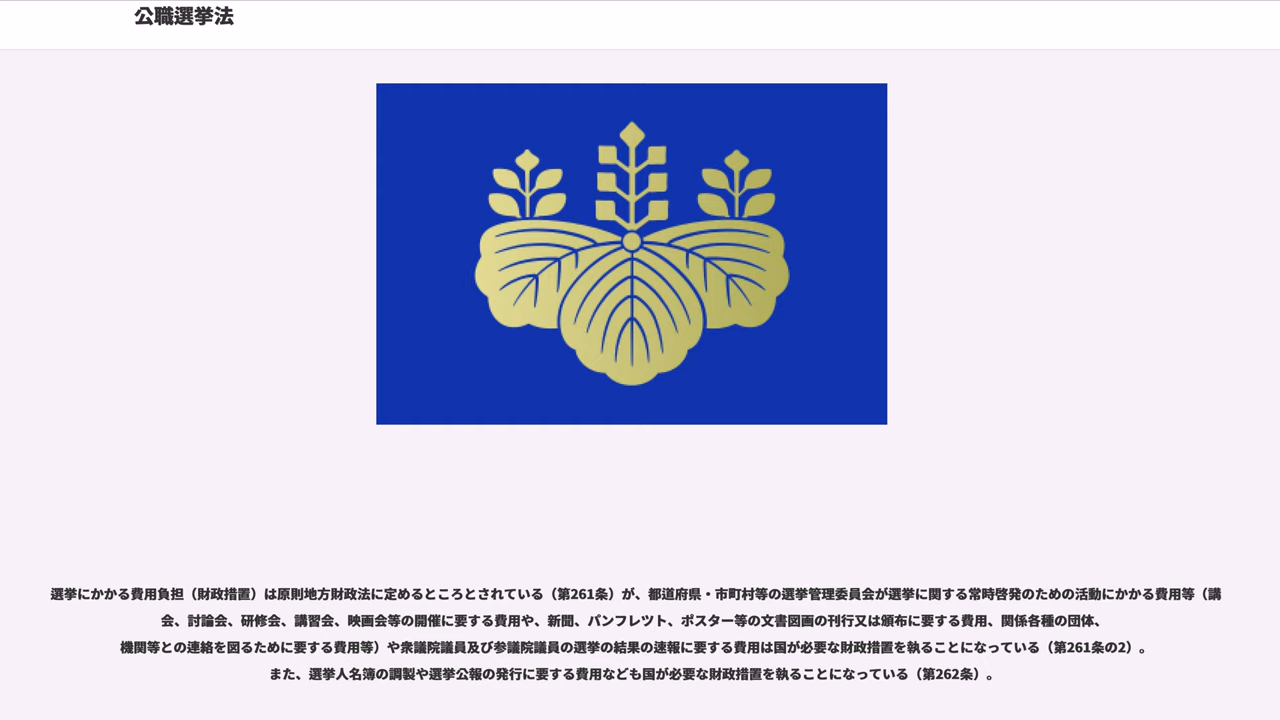 公職選挙法
選挙にかかる費用負担（財政措置）は原則地方財政法に定めるところとされている（第261条）が、都道府県・市町村等の選挙管理委員会が選挙に関する常時啓発のための活動にかかる費用等（講
会、討論会、研修会、講習会、映画会等の開催に要する費用や、新聞、パンフレツト、ポスター等の文書図画の刊行又は頒布に要する費用、関係各種の団体、
機関等との連絡を図るために要する費用等）や衆議院議員及び参議院議員の選挙の結果の速報に要する費用は国が必要な財政措置を執ることになっている（第261条の2）。
また、選挙人名簿の調製や選挙公報の発行に要する費用なども国が必要な財政措置を執ることになっている（第262条）。